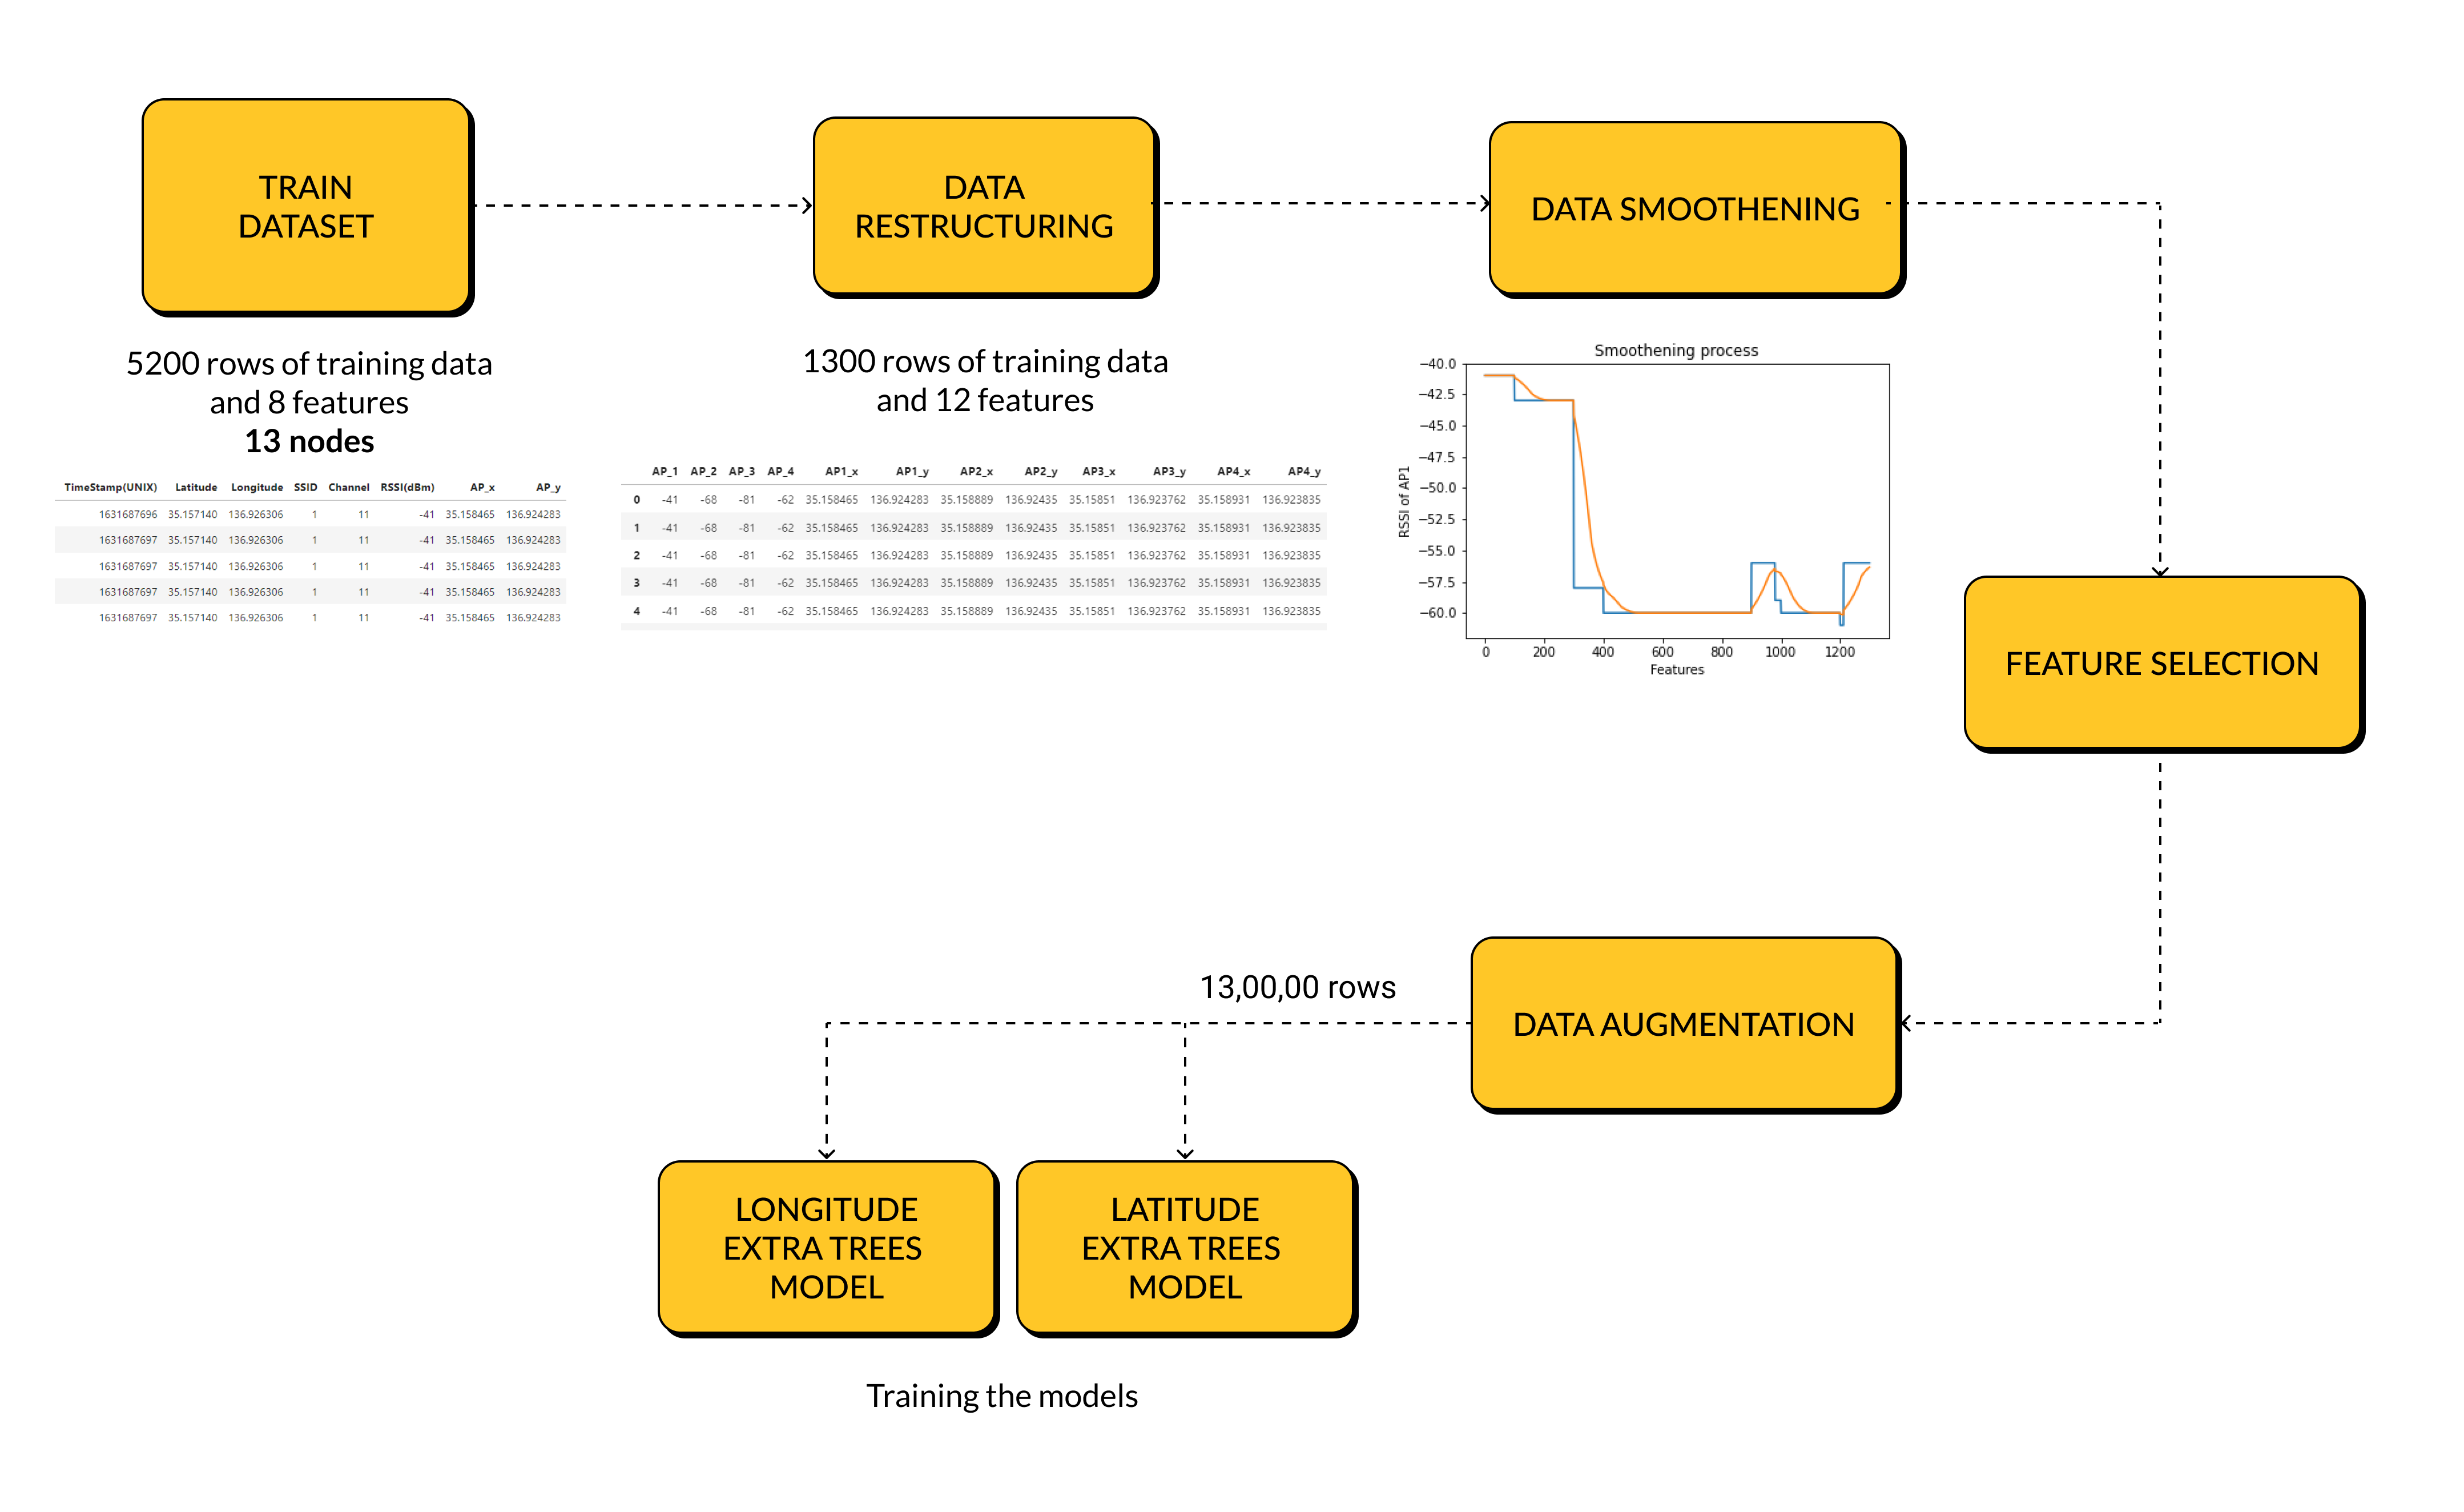 TRAIN
DATASET
DATA
RESTRUCTURING
DATA SMOOTHENING
5200 rows of training data
and 8 features
13 nodes
TimeStamp(UNIX) Latitude Longitude SSID Channel RSSI(dBm) AP_x AP_y
1631687696 35.157140 136.926306 1 11 -41 35.158465 136.924283
1631687697 35.157140 136.926306 1 11 -41 35.158465 136.924283
1631687697 35.157140 136.926306 1 11 -41 35.158465 136.924283
1631687697 35.157140 136.926306 1 11 -41 35.158465 136.924283
1631687697 35.157140 136.926306 1 11 -41 35.158465 136.924283
1300 rows of training data
and 12 features
AP_1 AP_2 AP_3 AP_4 AP1_x AP1_y AP2_x AP2_y AP3_x AP3_y AP4_x AP4_y
0 -41 -68 -81 -62 35.158465 136.924283 35.158889 136.92435 35.15851 136.923762 35.158931 136.923835
1 -41 -68 -81 -62 35.158465 136.924283 35.158889 136.92435 35.15851 136.923762 35.158931 136.923835
2 -41 -68 -81 -62 35.158465 136.924283 35.158889 136.92435 35.15851 136.923762 35.158931 136.923835
3 -41 -68 -81 -62 35.158465 136.924283 35.158889 136.92435 35.15851 136.923762 35.158931 136.923835
4 -41 -68 -81 -62 35.158465 136.924283 35.158889 136.92435 35.15851 136.923762 35.158931 136.923835
Smoothening process
−40.0
−42.5
−45.0
−47.5
−50.0
−52.5
−55.0
−57.5
−60.0
RSSI of AP1
0 200 400 600 800 1000 1200
Features
FEATURE SELECTION
13,00,00 rows
DATA AUGMENTATION
LONGITUDE
EXTRA TREES
MODEL
LATITUDE
EXTRA TREES
MODEL
Training the models